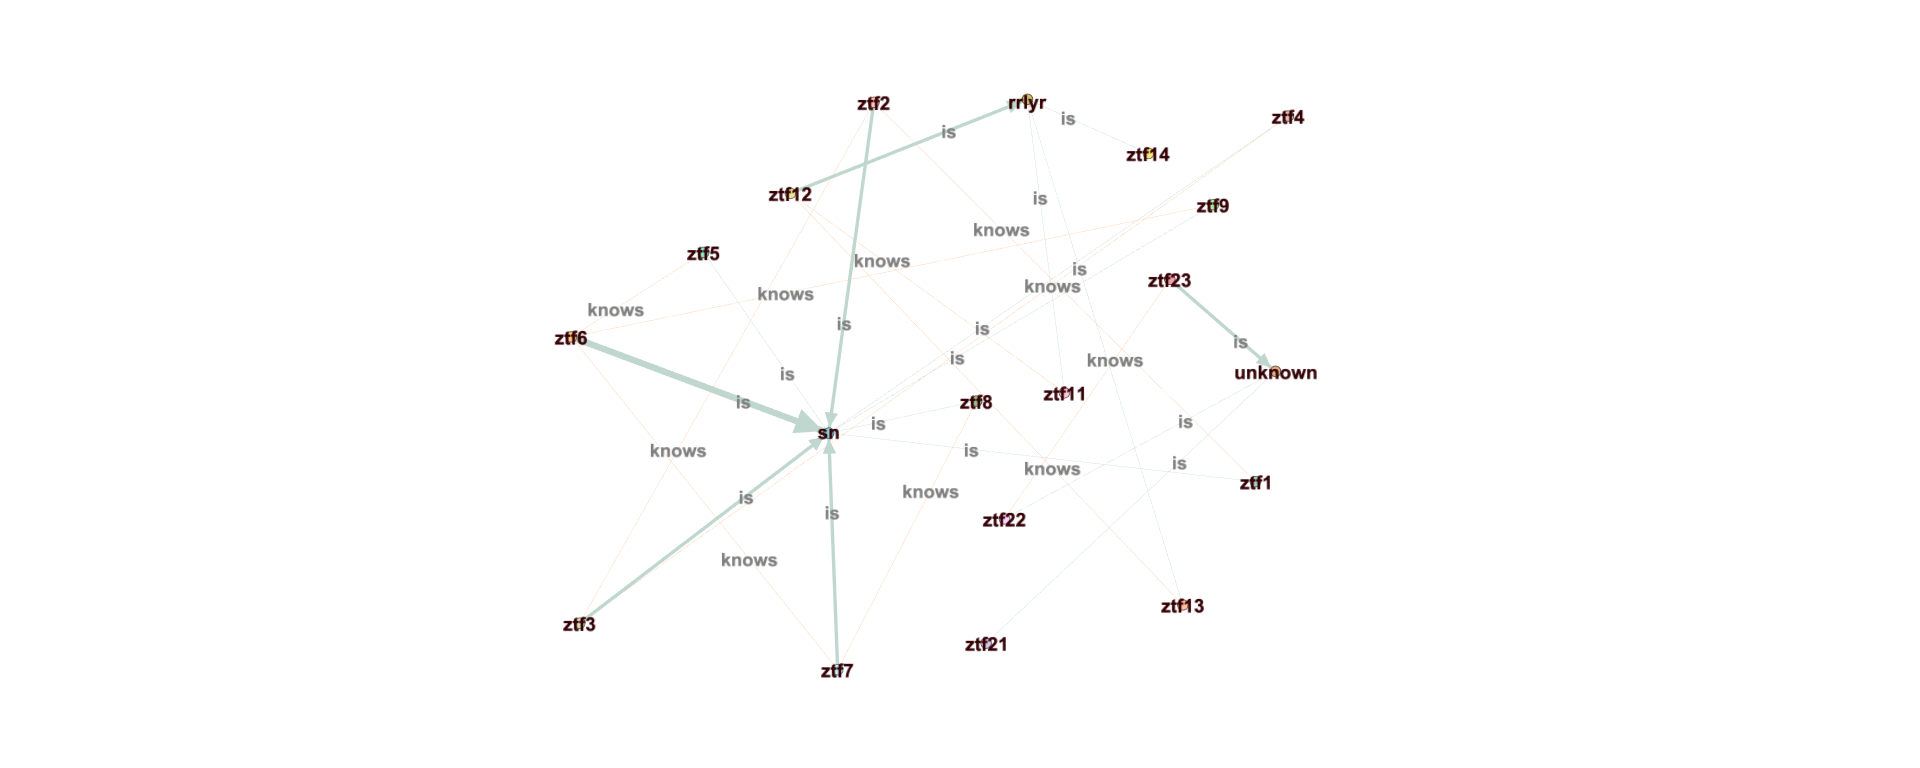 ztf2
rrlyr
ztf4
is
is
ztf14
ztf12
is
ztf9
knows
ztf5
knows
is
ztf23
knows
knows
knows
is
is
ztf6
is
is
knows
unknown
is
ztf11
is
ztf8
is
is
sn
knows
is
is
knows
ztf1
knows
is
is
ztf22
knows
ztf13
ztf3
ztf21
ztf7